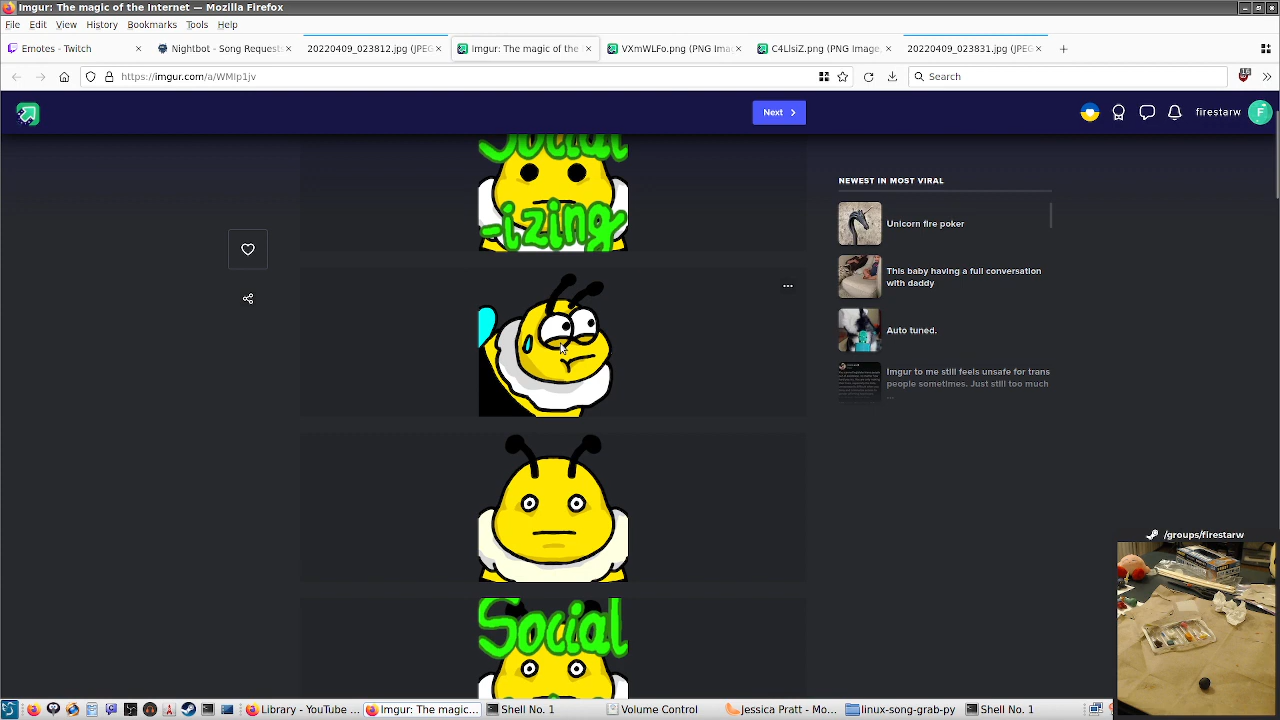 Imgur: The magic of the Internet — Mozilla Firefox
File Edit View History Bookmarks Tools Help
Emotes - Twitch
Nightbot - Song Request
20220409_023812.jpg (JPEG
Imgur: The magic of the
VXmWLFo.png (PNG Ima
C4LlsiZ.png (PNG Image,
20220409_023831.jpg (JPEG
https://imgur.com/a/WMlp1jv
Search
Next
firestarw
F
Social
-izing
NEWEST IN MOST VIRAL
Unicorn fire poker
This baby having a full conversation
with daddy
Auto tuned.
Imgur to me still feels unsafe for trans
people sometimes. Just still too much
...
Social
/groups/firestarw
Library - YouTube ...
Imgur: The magic...
Shell No. 1
Volume Control
Jessica Pratt - Mo...
linux-song-grab-py
Shell No. 1